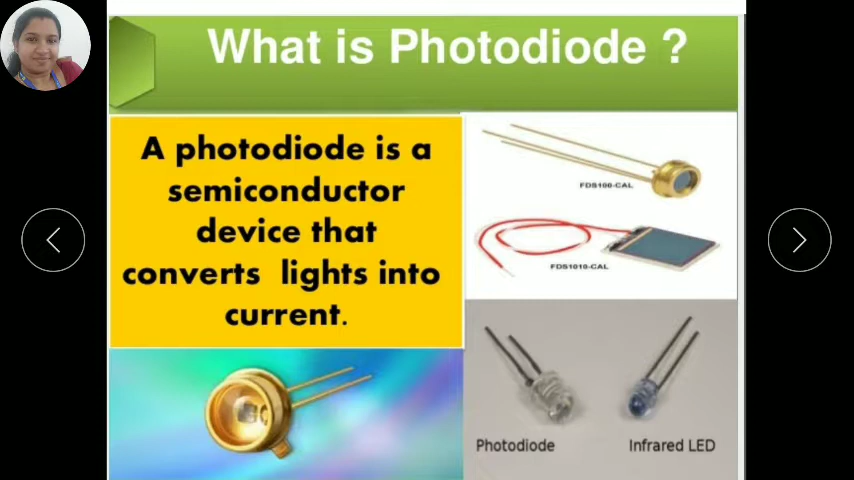 What is Photodiode ?
A photodiode is a
semiconductor
device that
converts lights into
current.
FDS100-CAL
FDS1010-CAL
Photodiode
Infrared LED